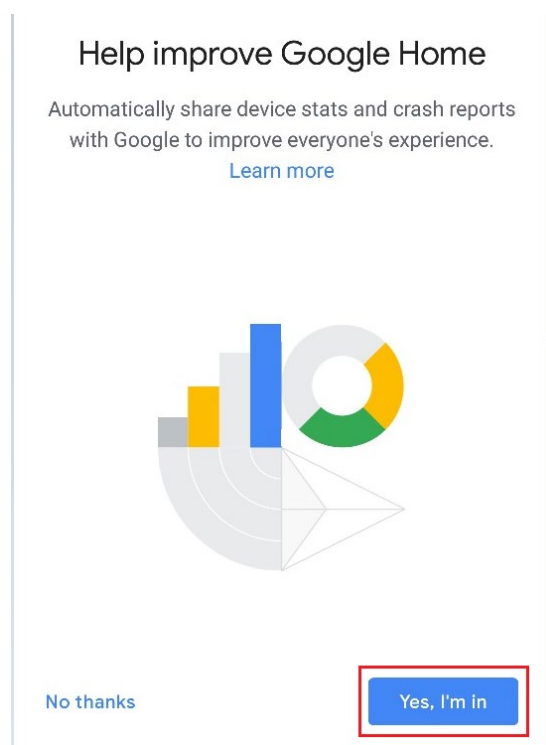 Help improve Google Home
Automatically share device stats and crash reports
with Google to improve everyone's experience.
Learn more
No thanks
Yes, I'm in